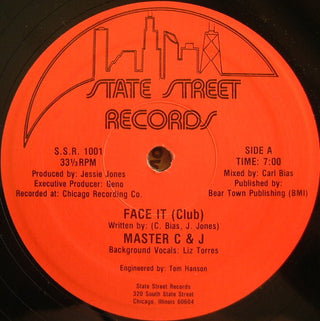 STATE STREET
RECORDS
S.S.R. 1001
33⅓ RPM
SIDE A
TIME: 7:00
Produced by: Jessie Jones
Executive Producer: Geno
Recorded at: Chicago Recording Co.
Mixed by: Carl Bias
Published by:
Bear Town Publishing (BMI)
FACE IT (Club)
Written by: (C. Bias, J. Jones)
MASTER C & J
Background Vocals: Liz Torres
Engineered by: Tom Hanson
State Street Records
320 South State Street
Chicago, Illinois 60604